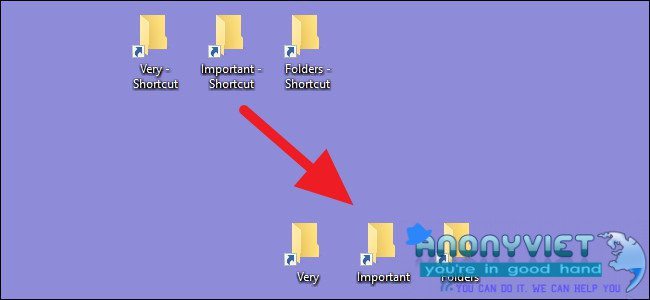 Very -
Shortcut
Important -
Shortcut
Folders -
Shortcut
Very
Important
Folders
ANONYVIET
you're in good hand
YOU CAN DO IT. WE CAN HELP YOU